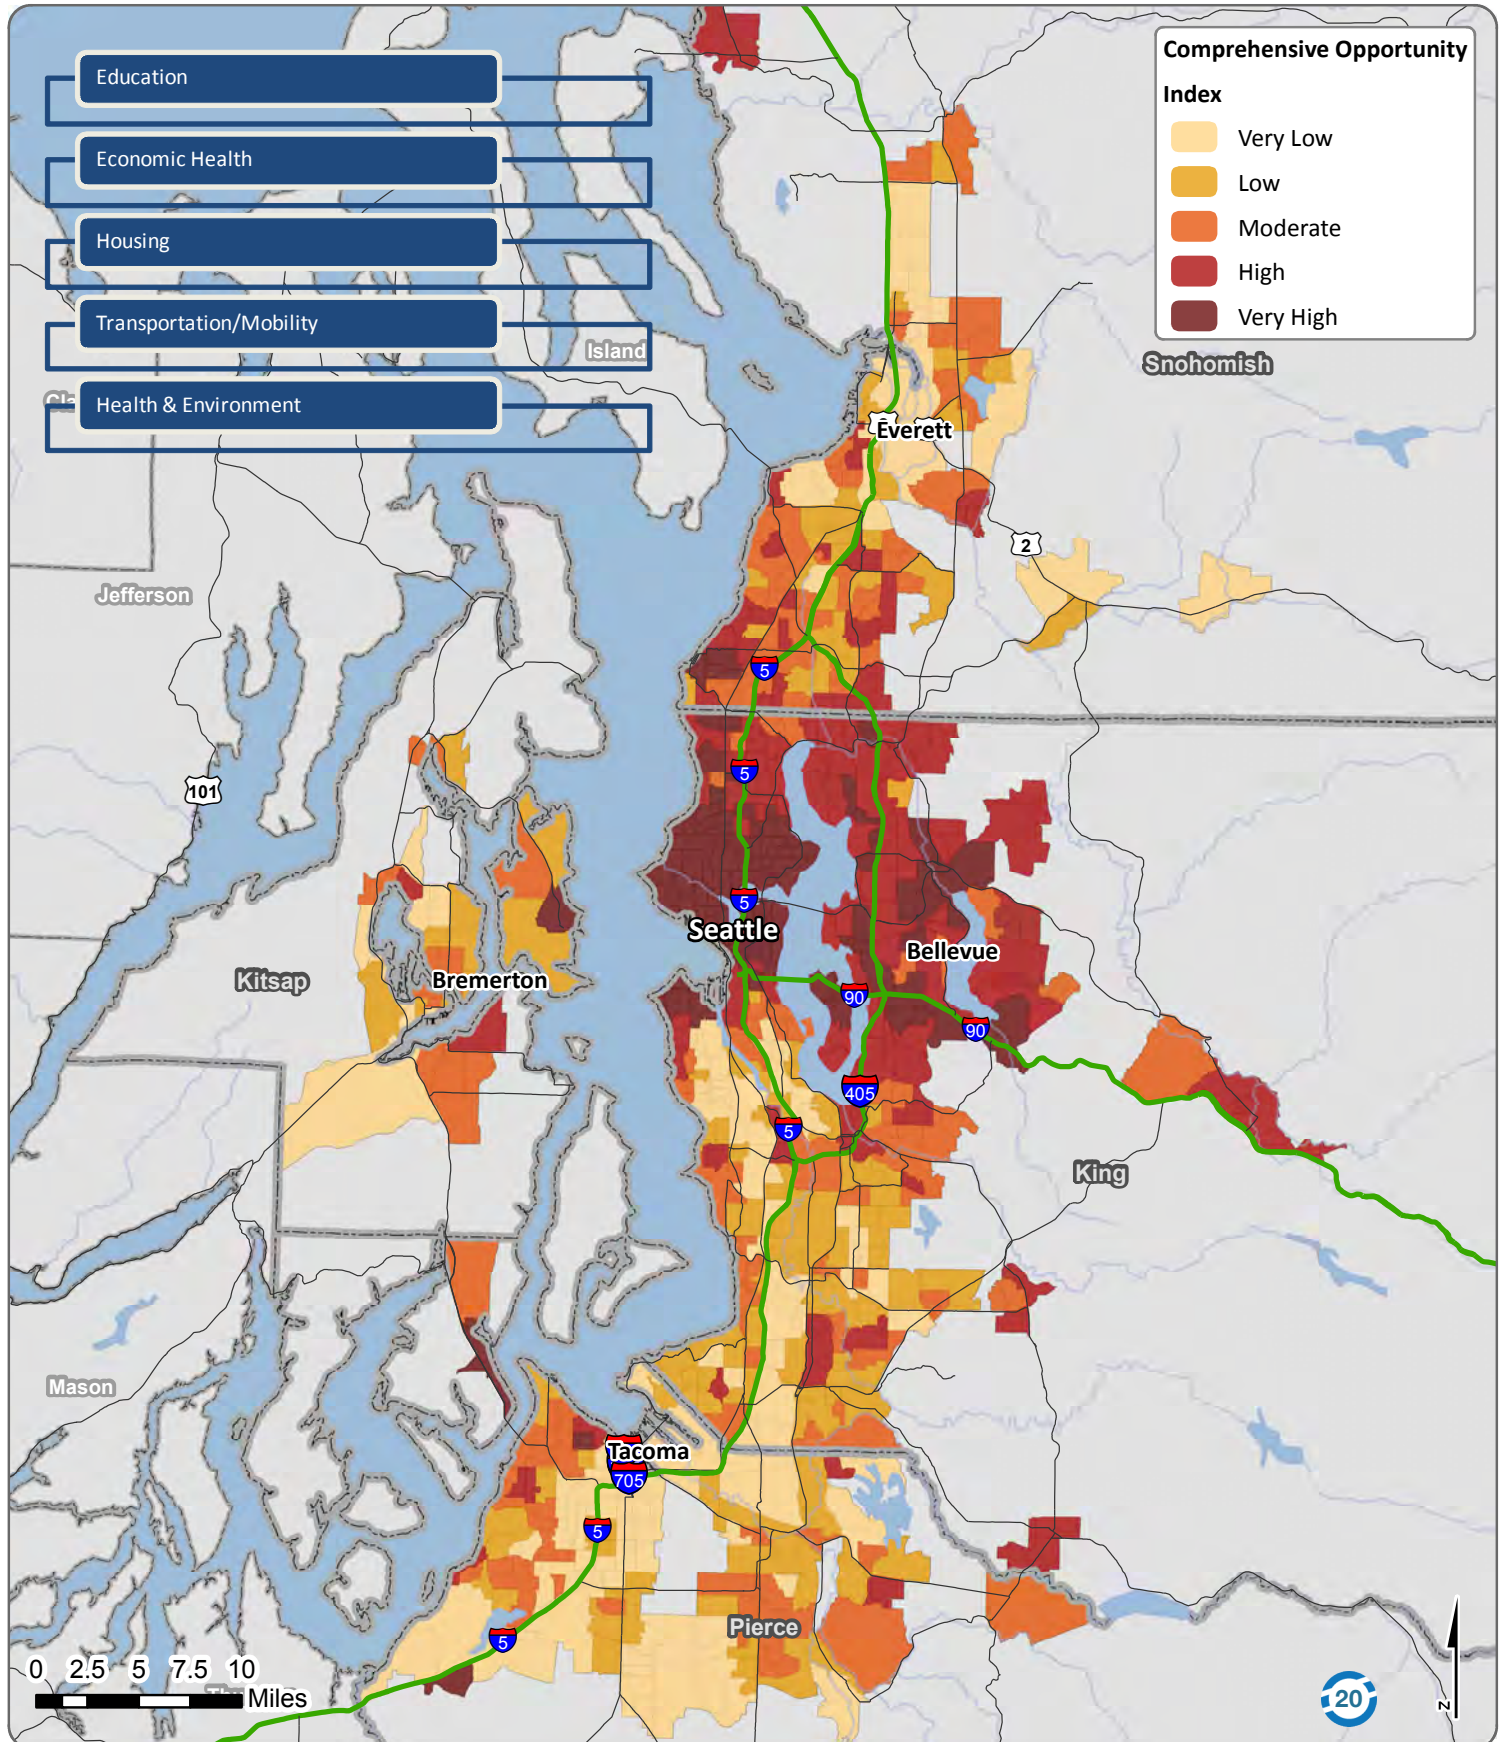 Education
Economic Health
Housing
Transportation/Mobility
Health & Environment
Comprehensive Opportunity
Index
Very Low
Low
Moderate
High
Very High
Island
Snohomish
Everett
2
Jefferson
5
101
5
5
Seattle
Bellevue
Kitsap
Bremerton
90
90
405
5
King
Mason
Tacoma
705
5
Pierce
5
0 2.5 5 7.5 10
Miles
20
N